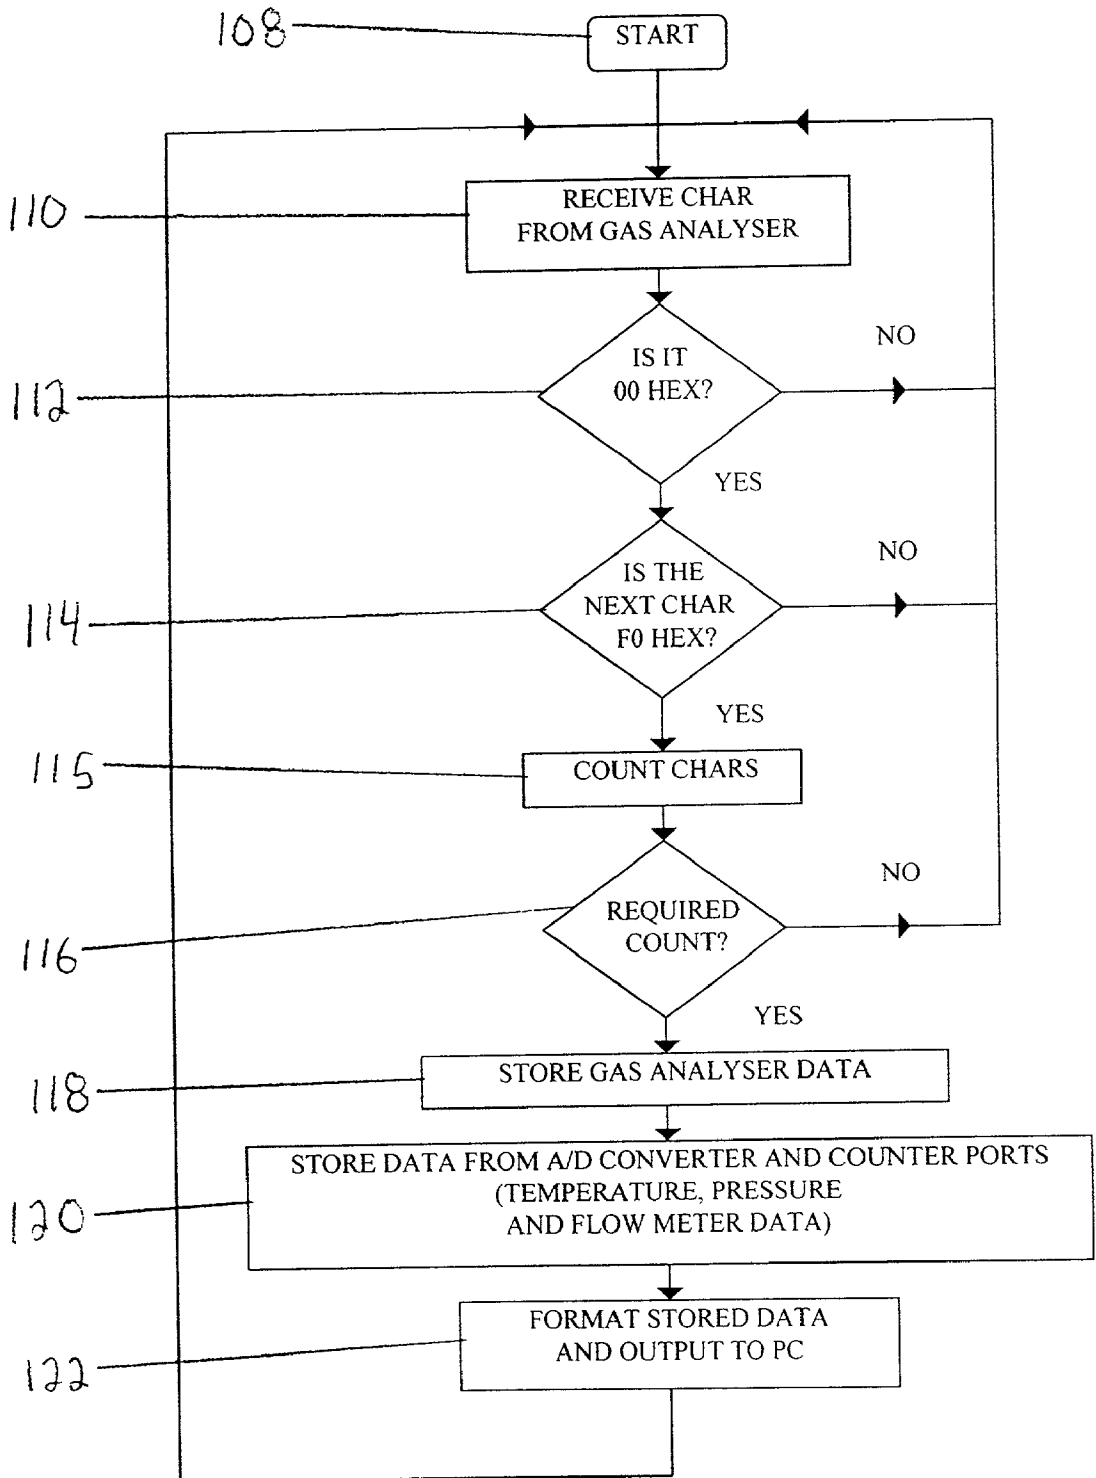 108
START
110
RECEIVE CHAR
FROM GAS ANALYSER
NO
IS IT
00 HEX?
112
YES
NO
IS THE
NEXT CHAR
F0 HEX?
114
YES
115
COUNT CHARS
NO
REQUIRED
COUNT?
116
YES
STORE GAS ANALYSER DATA
118
STORE DATA FROM A/D CONVERTER AND COUNTER PORTS
(TEMPERATURE, PRESSURE
AND FLOW METER DATA)
120
FORMAT STORED DATA
AND OUTPUT TO PC
122